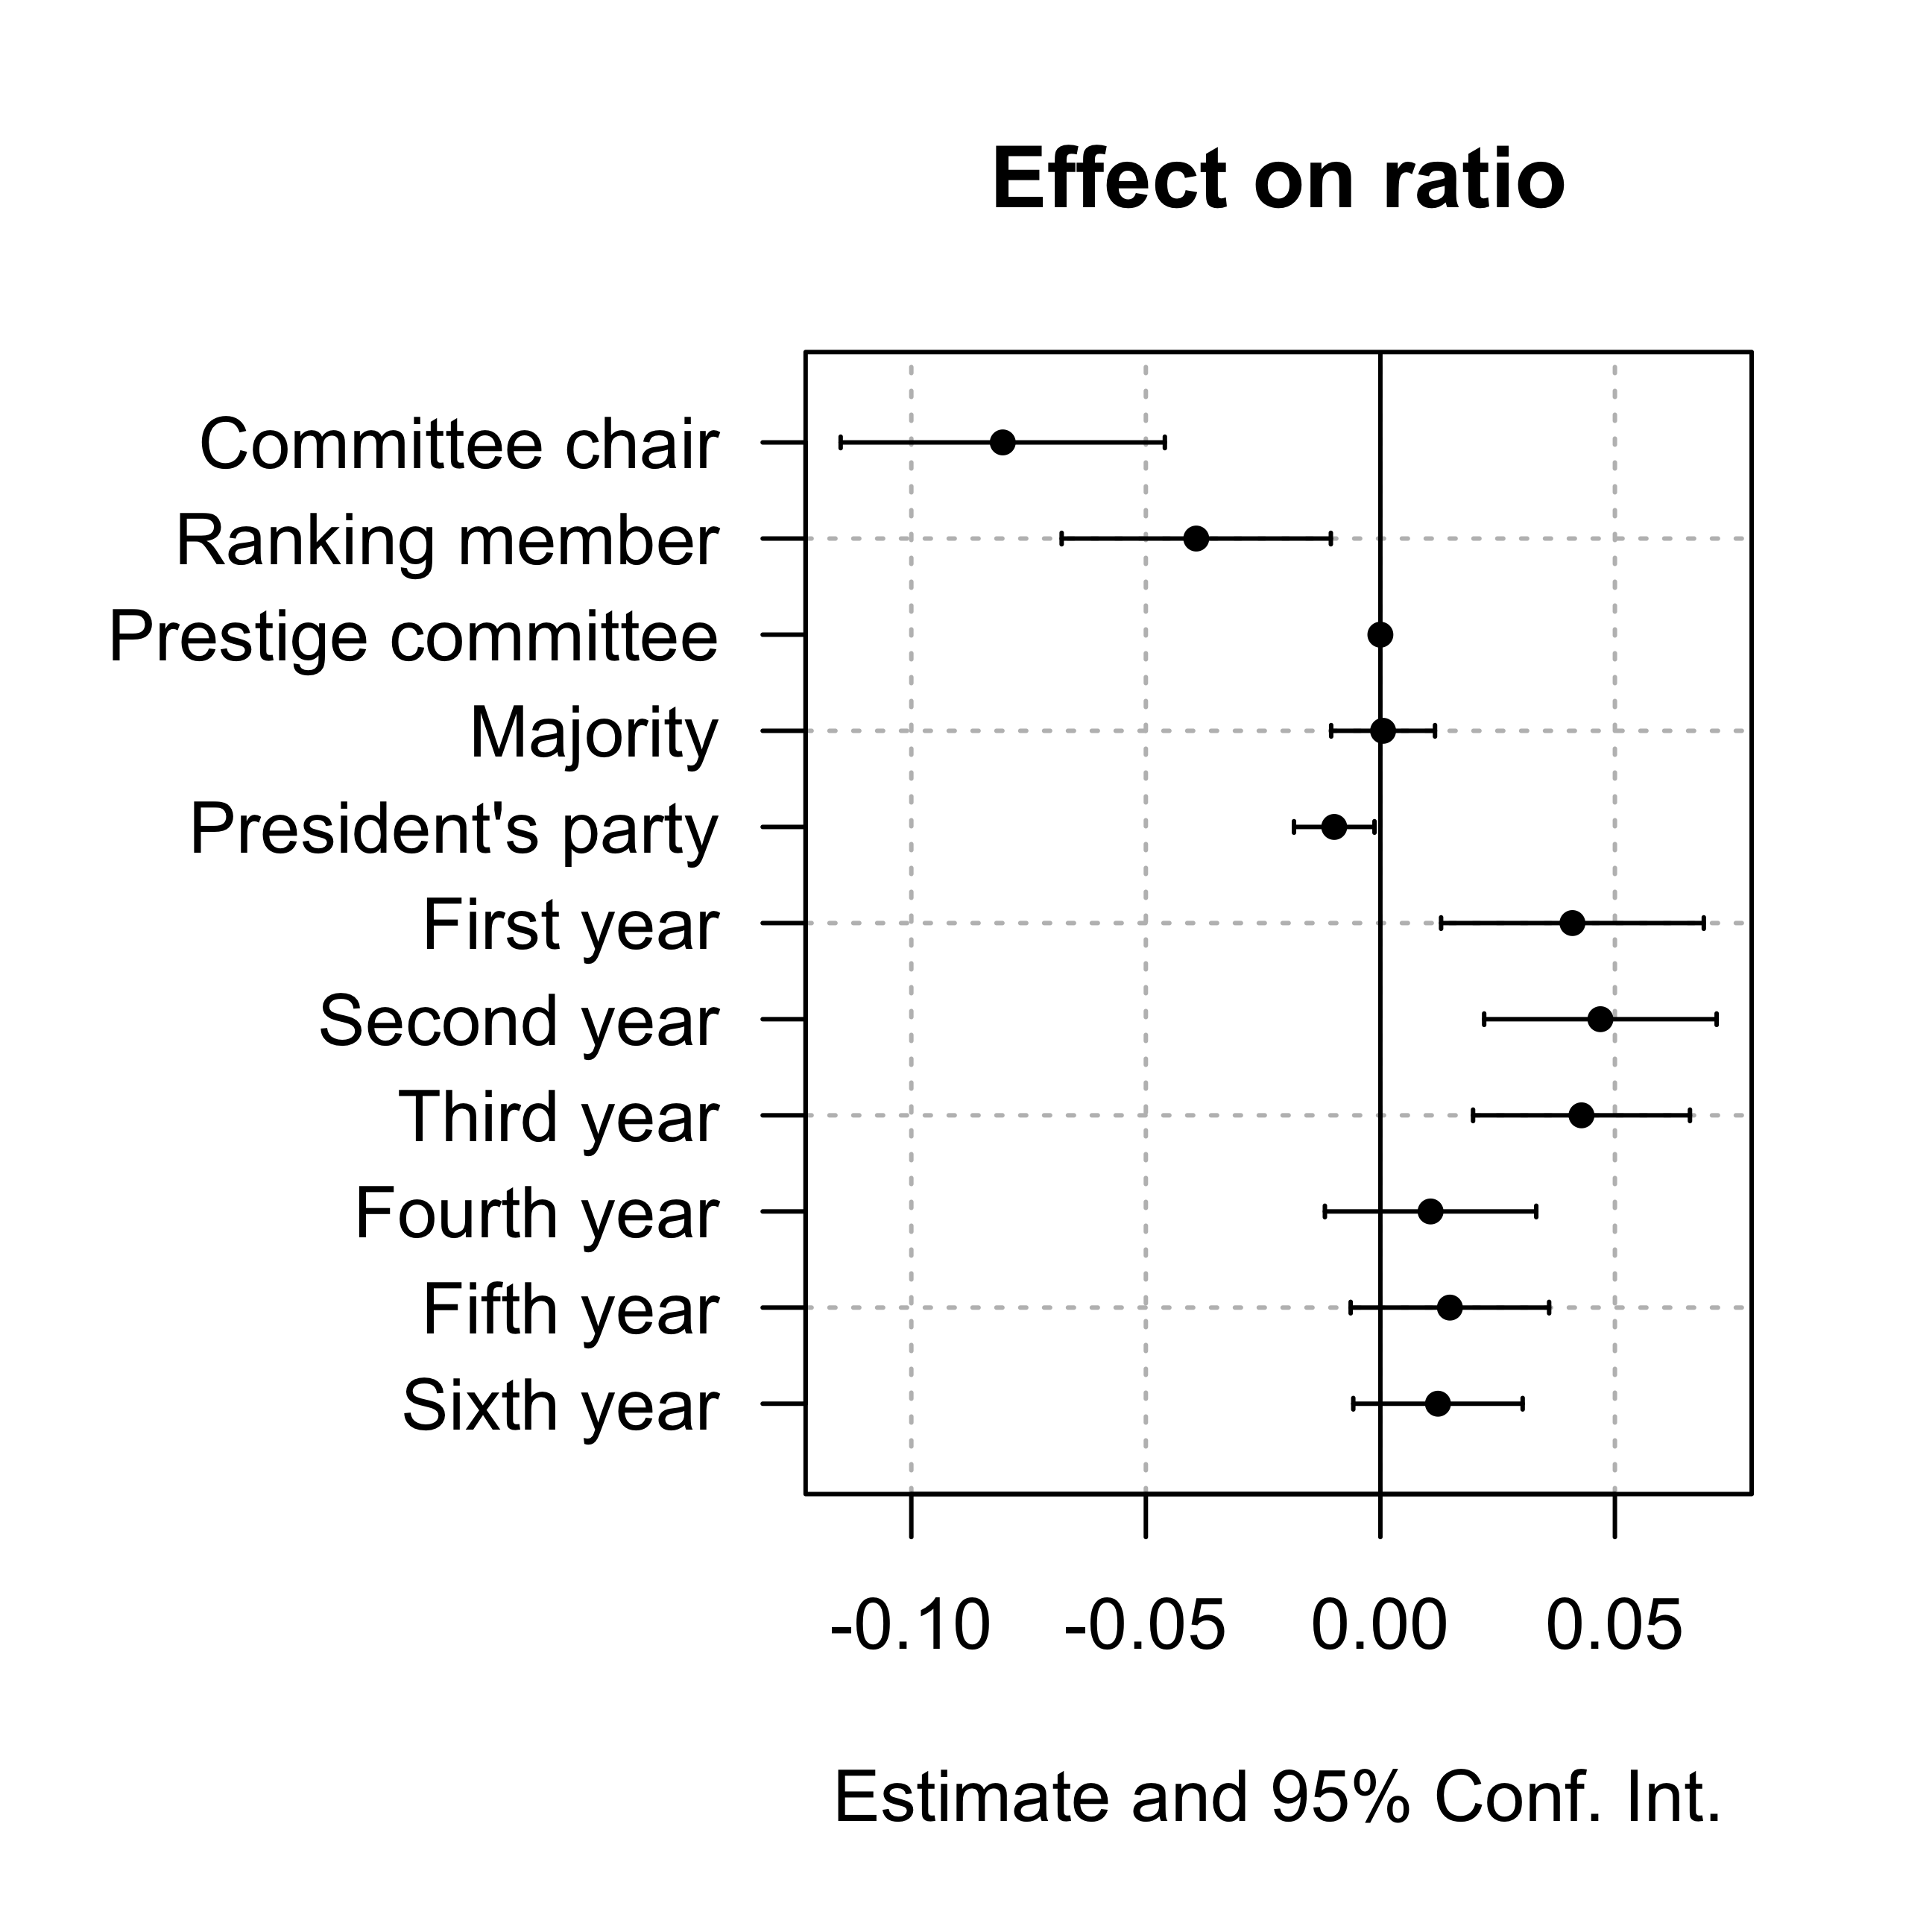 Effect on ratio
Committee chair
Ranking member
Prestige committee
Majority
President's party
First year
Second year
Third year
Fourth year
Fifth year
Sixth year
-0.10 -0.05 0.00 0.05
Estimate and 95% Conf. Int.